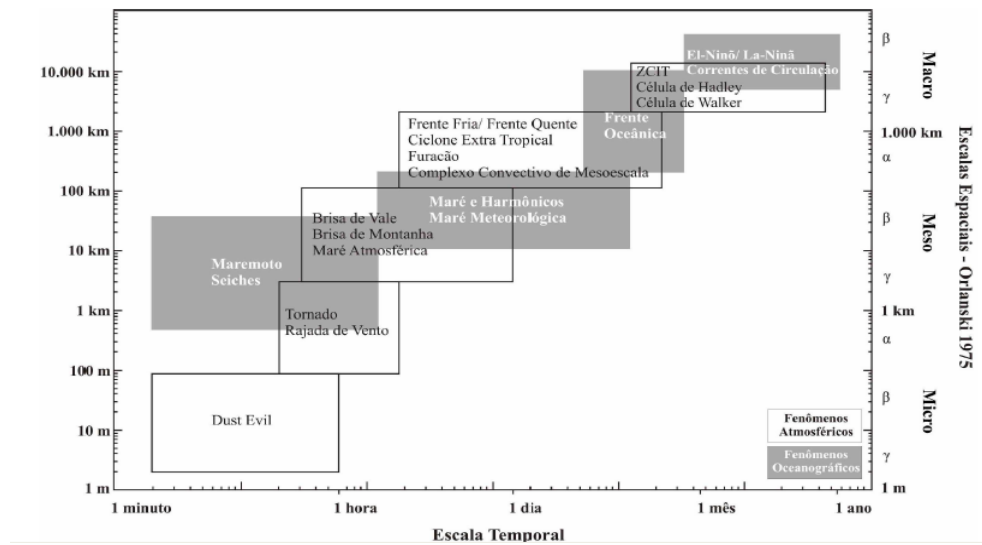 10.000 km
1.000 km
100 km
10 km
1 km
100 m
10 m
1 m
El-Ninõ/ La-Ninã
Correntes de Circulação
ZCIT
Célula de Hadley
Célula de Walker
Frente
Oceânica
Frente Fria/ Frente Quente
Ciclone Extra Tropical
Furacão
Complexo Convectivo de Mesoescala
Maré e Harmônicos
Maré Meteorológica
Brisa de Vale
Brisa de Montanha
Maré Atmosférica
Maremoto
Seiches
Tornado
Rajada de Vento
Dust Evil
Fenômenos
Atmosféricos
Fenômenos
Oceanográficos
β
γ
1.000 km
α
β
γ
1 km
α
β
γ
1 m
Macro
Meso
Micro
Escalas Espaciais - Orlanski 1975
1 minuto 1 hora 1 dia 1 mês 1 ano
Escala Temporal